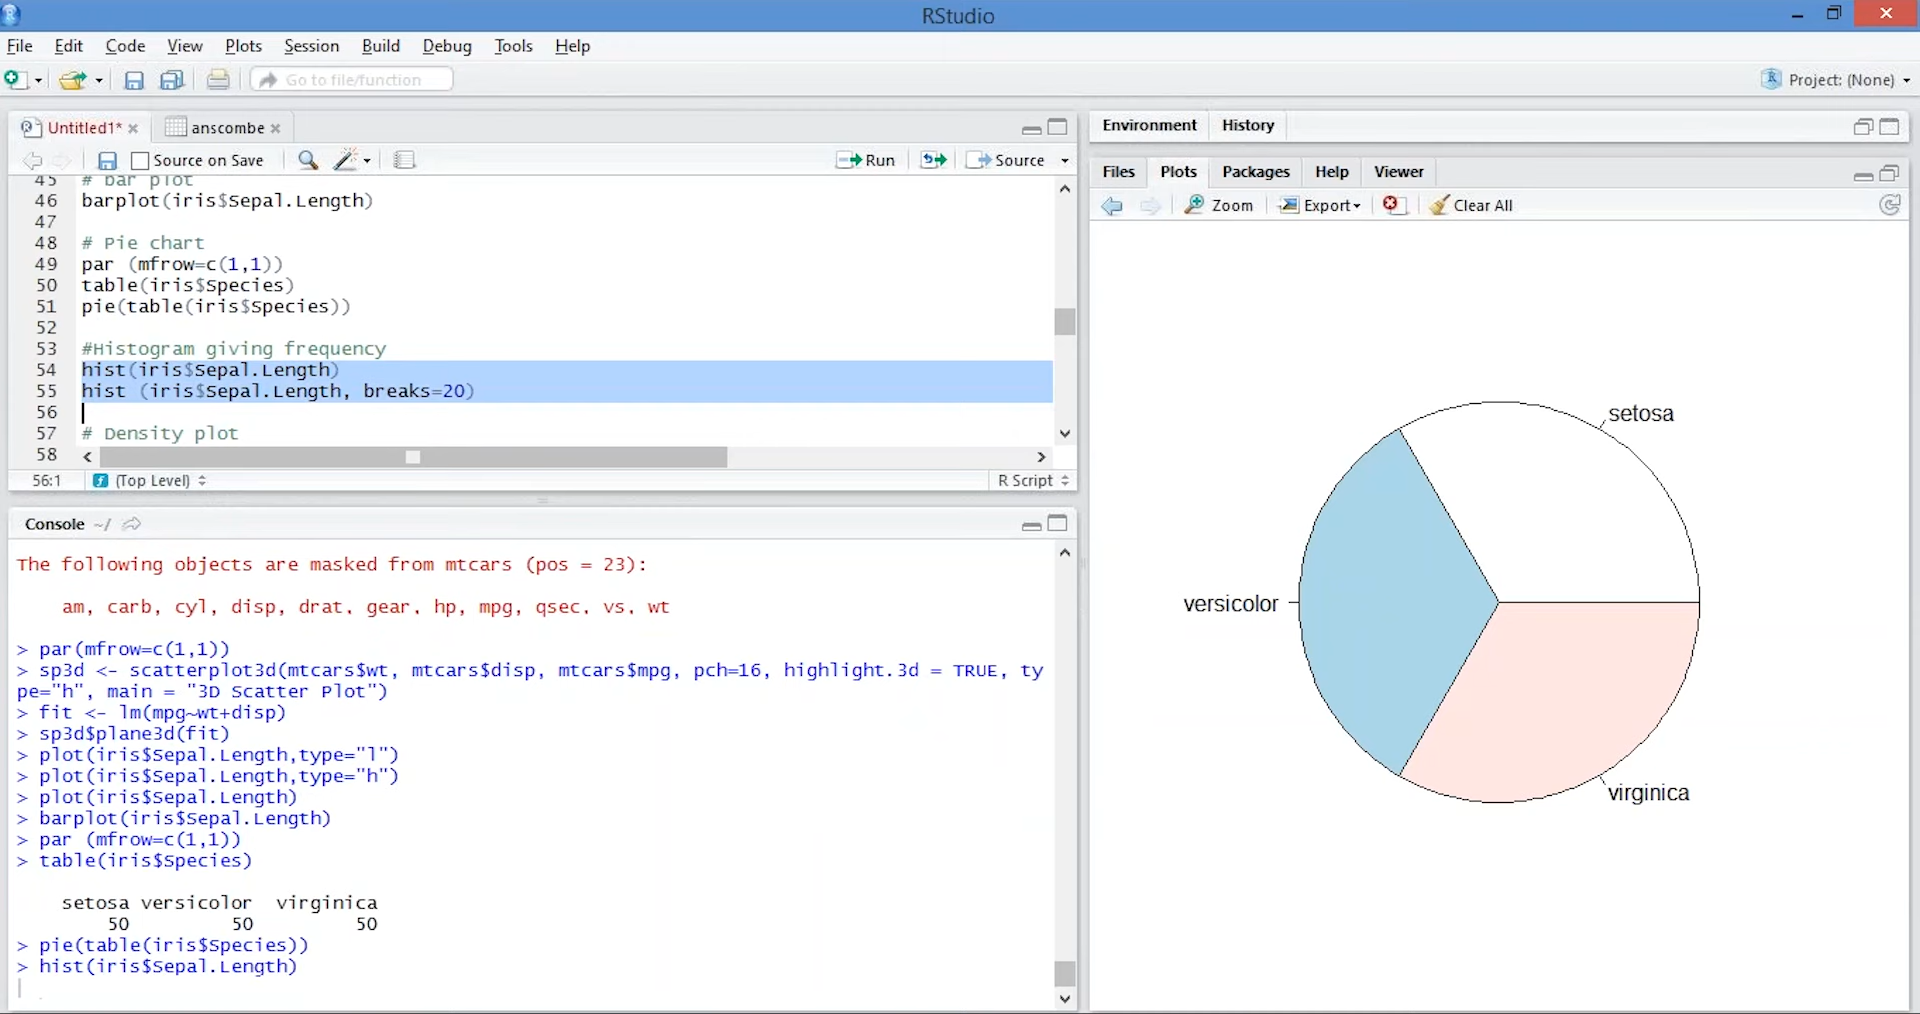 RStudio
File Edit Code View Plots Session Build Debug Tools Help
Go to file/function
Project: (None)
Untitled1* anscombe
Source on Save Run Source
45 # bar plot
46 barplot(iris$Sepal.Length)
47
48 # Pie chart
49 par (mfrow=c(1,1))
50 table(iris$Species)
51 pie(table(iris$Species))
52
53 #Histogram giving frequency
54 hist(iris$Sepal.Length)
55 hist (iris$Sepal.Length, breaks=20)
56
57 # Density plot
58
56:1 (Top Level) R Script
Console ~/
The following objects are masked from mtcars (pos = 23):
am, carb, cyl, disp, drat, gear, hp, mpg, qsec, vs, wt
> par(mfrow=c(1,1))
> sp3d <- scatterplot3d(mtcars$wt, mtcars$disp, mtcars$mpg, pch=16, highlight.3d = TRUE, ty
pe="h", main = "3D Scatter Plot")
> fit <- lm(mpg~wt+disp)
> sp3d$plane3d(fit)
> plot(iris$Sepal.Length,type="l")
> plot(iris$Sepal.Length,type="h")
> plot(iris$Sepal.Length)
> barplot(iris$Sepal.Length)
> par (mfrow=c(1,1))
> table(iris$Species)
setosa versicolor virginica
50 50 50
> pie(table(iris$Species))
> hist(iris$Sepal.Length)
Environment History
Files Plots Packages Help Viewer
Zoom Export Clear All
setosa
versicolor
virginica